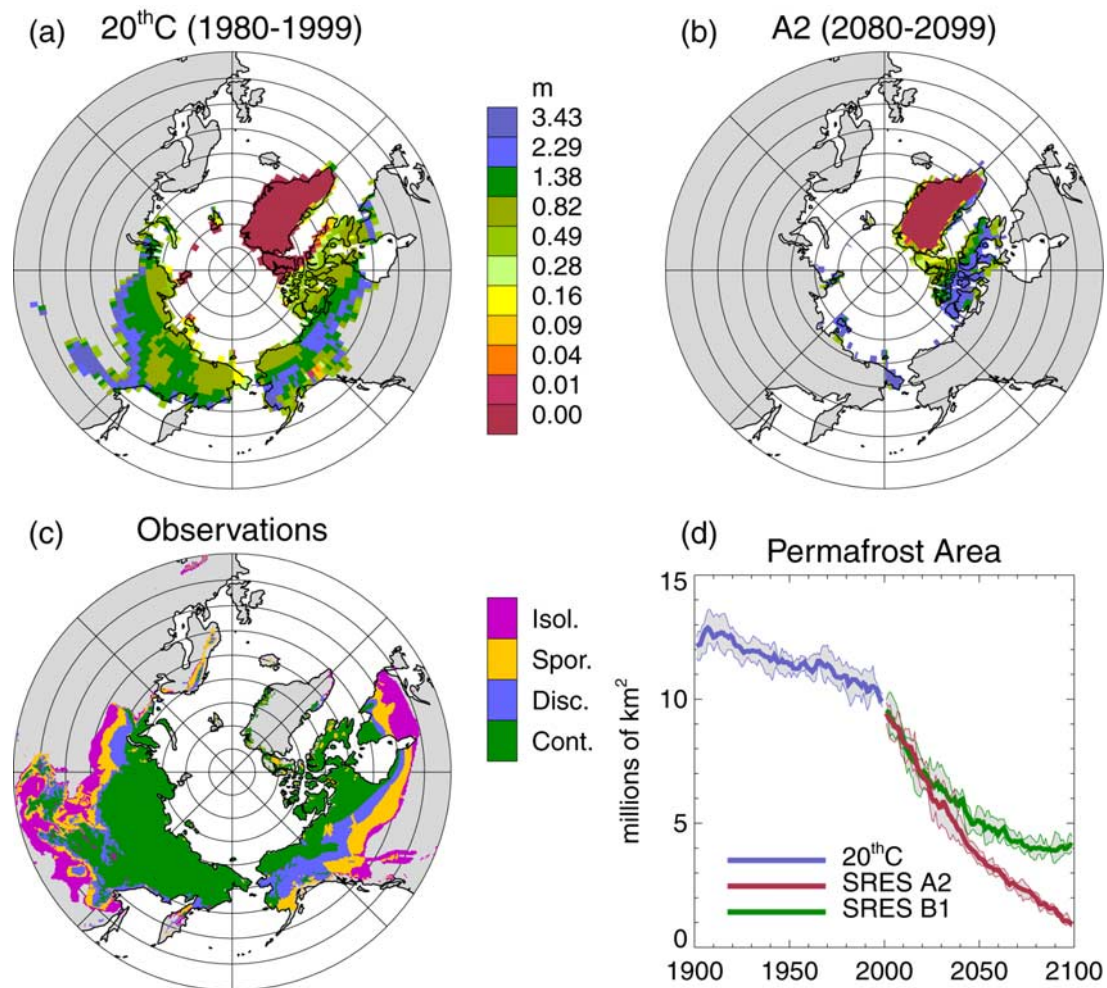 (a) 20thC (1980-1999)
(b) A2 (2080-2099)
m
3.43
2.29
1.38
0.82
0.49
0.28
0.16
0.09
0.04
0.01
0.00
(c) Observations
Isol.
Spor.
Disc.
Cont.
(d) Permafrost Area
millions of km2
15
10
5
0
20thC
SRES A2
SRES B1
1900 1950 2000 2050 2100